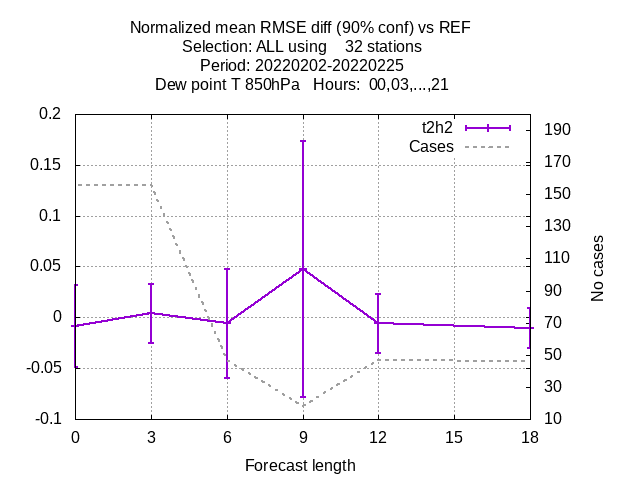 Normalized mean RMSE diff (90% conf) vs REF
Selection: ALL using    32 stations
Period: 20220202-20220225
Dew point T 850hPa   Hours:  00,03,...,21
t2h2
Cases
0.2
0.15
0.1
0.05
0
-0.05
-0.1
190
170
150
130
110
90
70
50
30
10
No cases
0 3 6 9 12 15 18
Forecast length